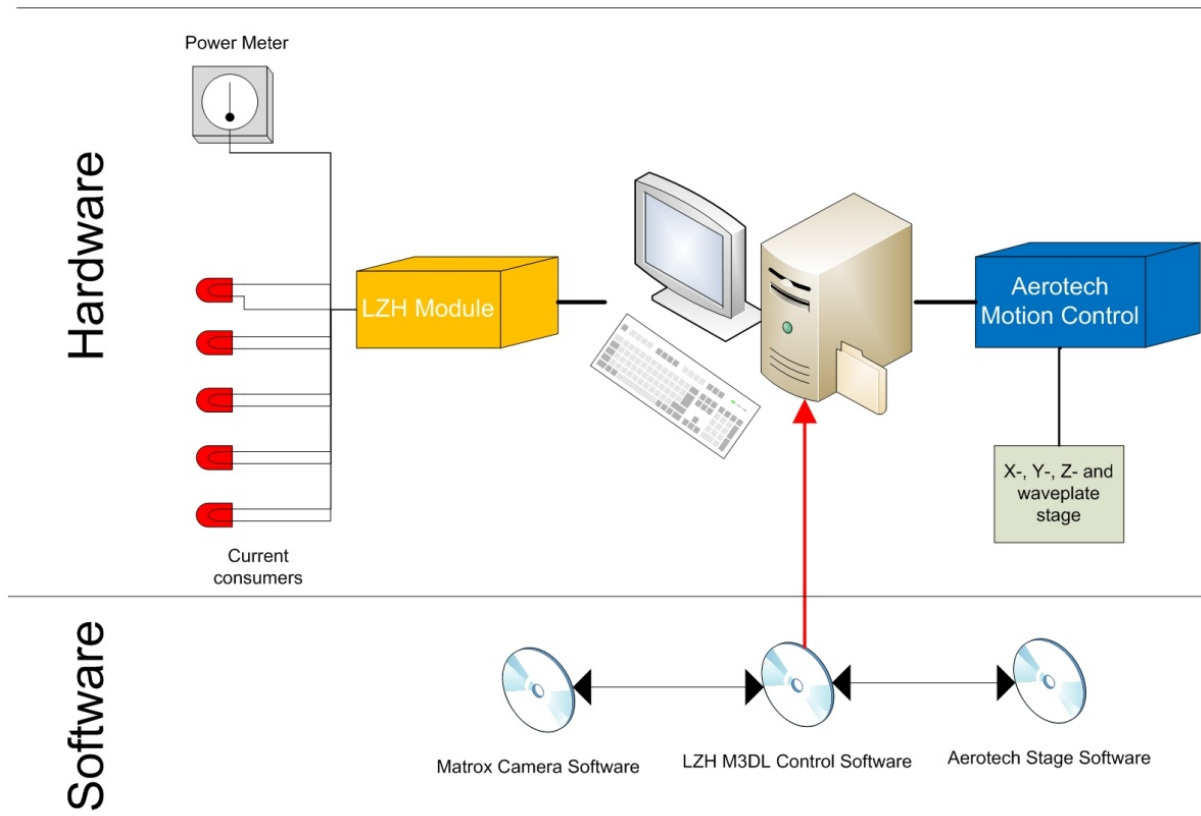 Hardware
Power Meter
LZH Module
Aerotech
Motion Control
X-, Y-, Z- and
waveplate
stage
Current
consumers
Software
Matrox Camera Software
LZH M3DL Control Software
Aerotech Stage Software